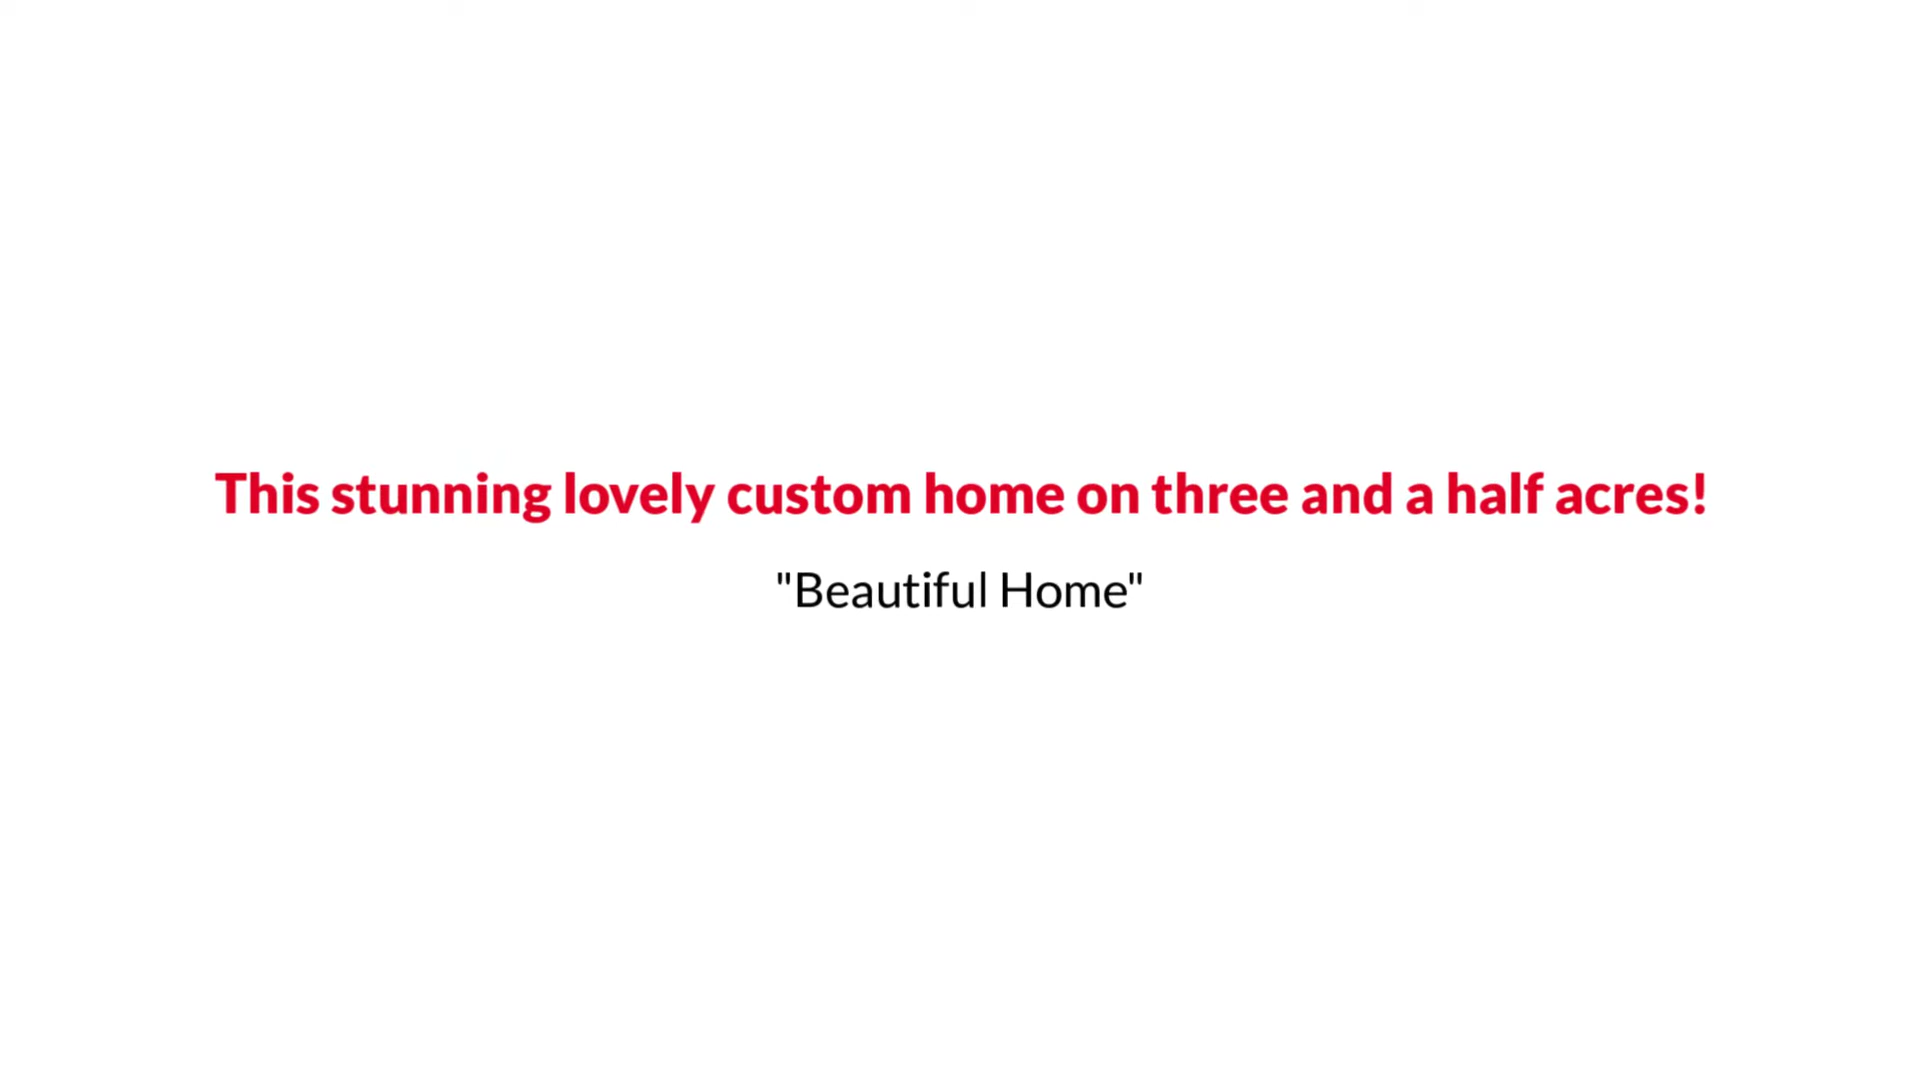 This stunning lovely custom home on three and a half acres!
"Beautiful Home"